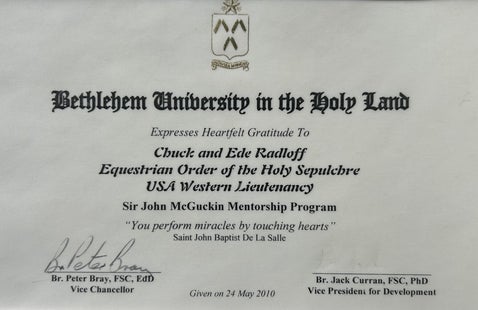 Bethlehem University in the Holy Land
Expresses Heartfelt Gratitude To
Chuck and Ede Radloff
Equestrian Order of the Holy Sepulchre
USA Western Lieutenancy
Sir John McGuckin Mentorship Program
"You perform miracles by touching hearts"
Saint John Baptist De La Salle
Br. Peter Bray
Br. Peter Bray, FSC, EdD
Vice Chancellor
Given on 24 May 2010
Br. Jack Curran, FSC, PhD
Vice President for Development